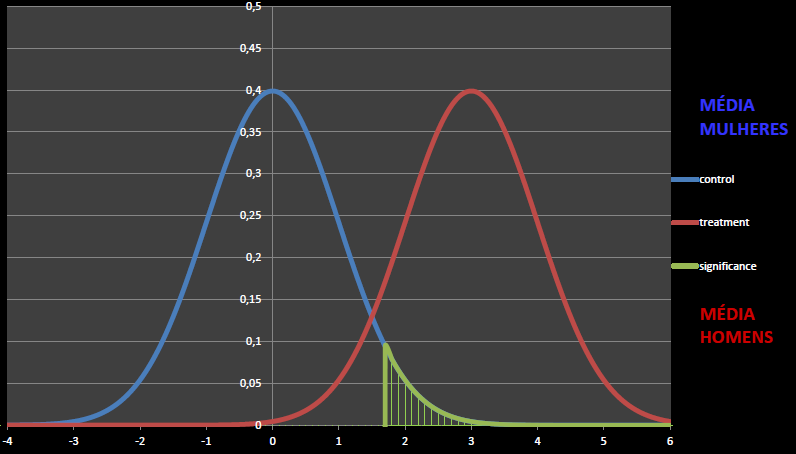 0,5
0,45
0,4
0,35
0,3
0,25
0,2
0,15
0,1
0,05
0
-4 -3 -2 -1 0 1 2 3 4 5 6
MÉDIA
MULHERES
control
treatment
significance
MÉDIA
HOMENS